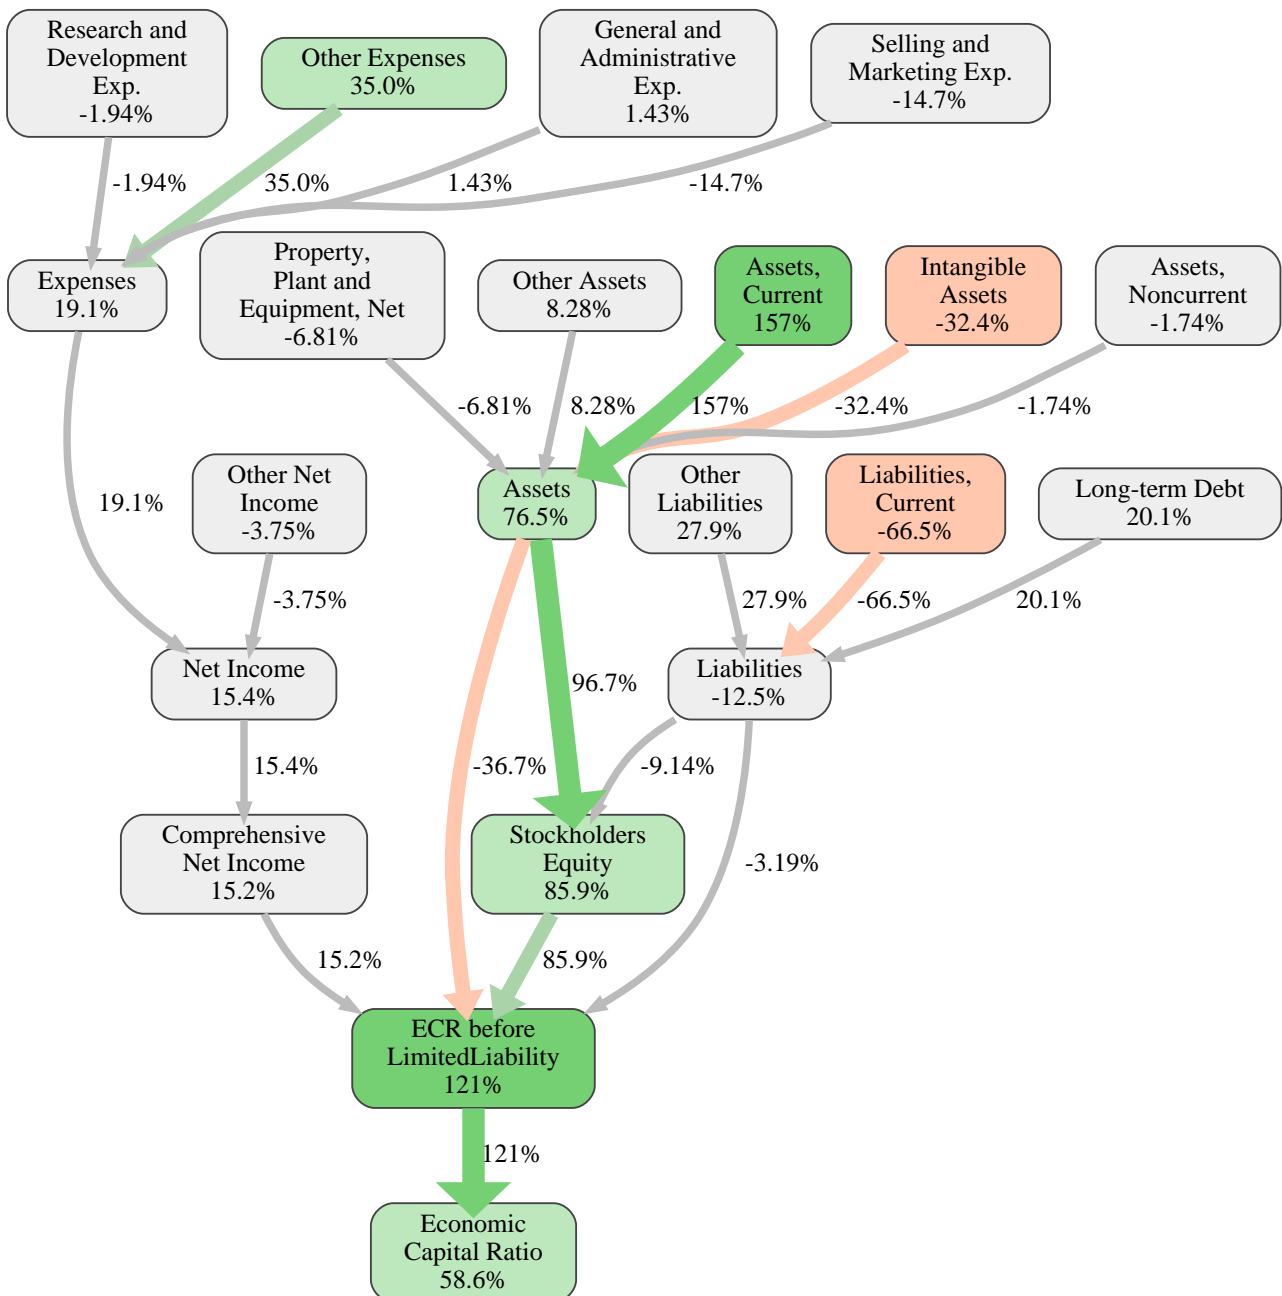 Research and
Development
Exp.
-1.94%
Other Expenses
35.0%
General and
Administrative
Exp.
1.43%
Selling and
Marketing Exp.
-14.7%
-1.94%
35.0%
1.43%
-14.7%
Expenses
19.1%
Property,
Plant and
Equipment, Net
-6.81%
Other Assets
8.28%
Assets,
Current
157%
Intangible
Assets
-32.4%
Assets,
Noncurrent
-1.74%
-6.81%
8.28%
157%
-32.4%
-1.74%
19.1%
Other Net
Income
-3.75%
Assets
76.5%
Other
Liabilities
27.9%
Liabilities,
Current
-66.5%
Long-term Debt
20.1%
-3.75%
27.9%
-66.5%
20.1%
Net Income
15.4%
96.7%
Liabilities
-12.5%
15.4%
-36.7%
-9.14%
-3.19%
Comprehensive
Net Income
15.2%
Stockholders
Equity
85.9%
15.2%
85.9%
ECR before
LimitedLiability
121%
121%
Economic
Capital Ratio
58.6%